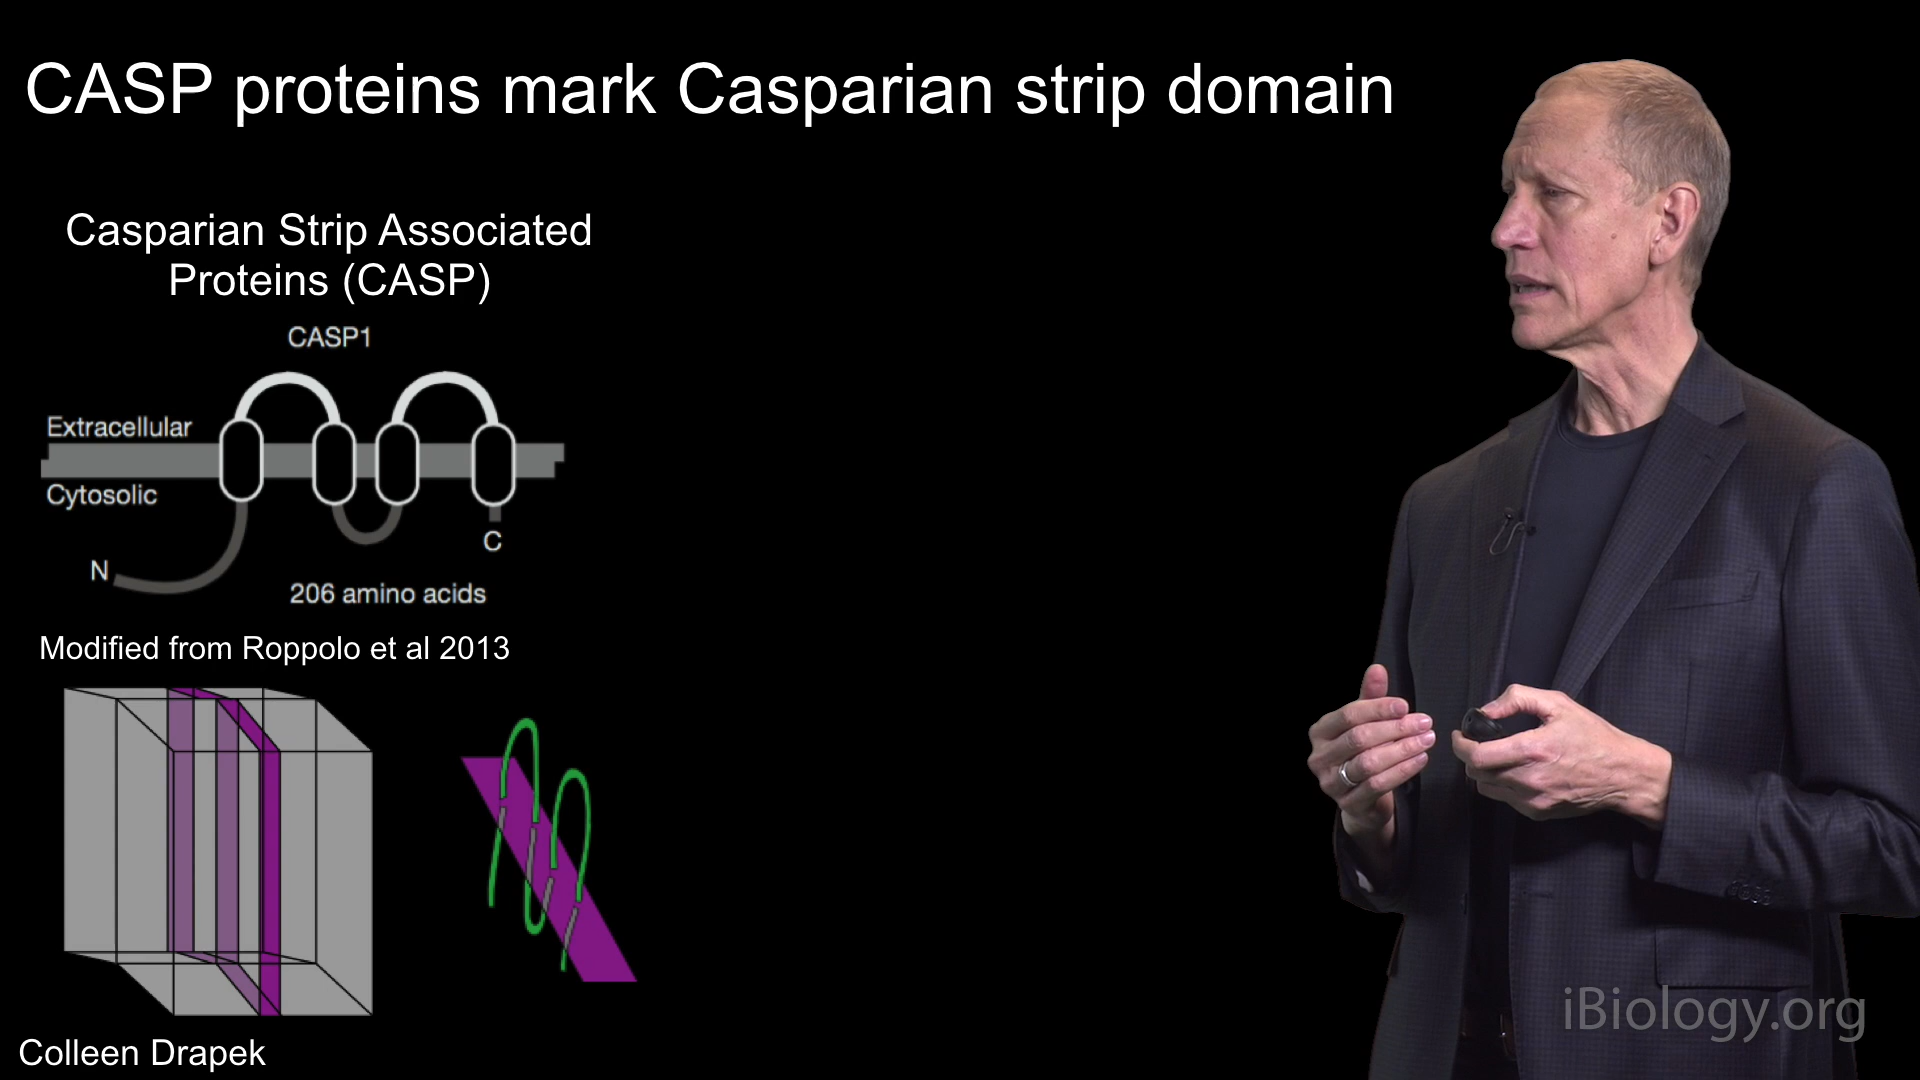 CASP proteins mark Casparian strip domain
Casparian Strip Associated
Proteins (CASP)
CASP1
Extracellular
Cytosolic
N
C
206 amino acids
Modified from Roppolo et al 2013
Colleen Drapek
iBiology.org